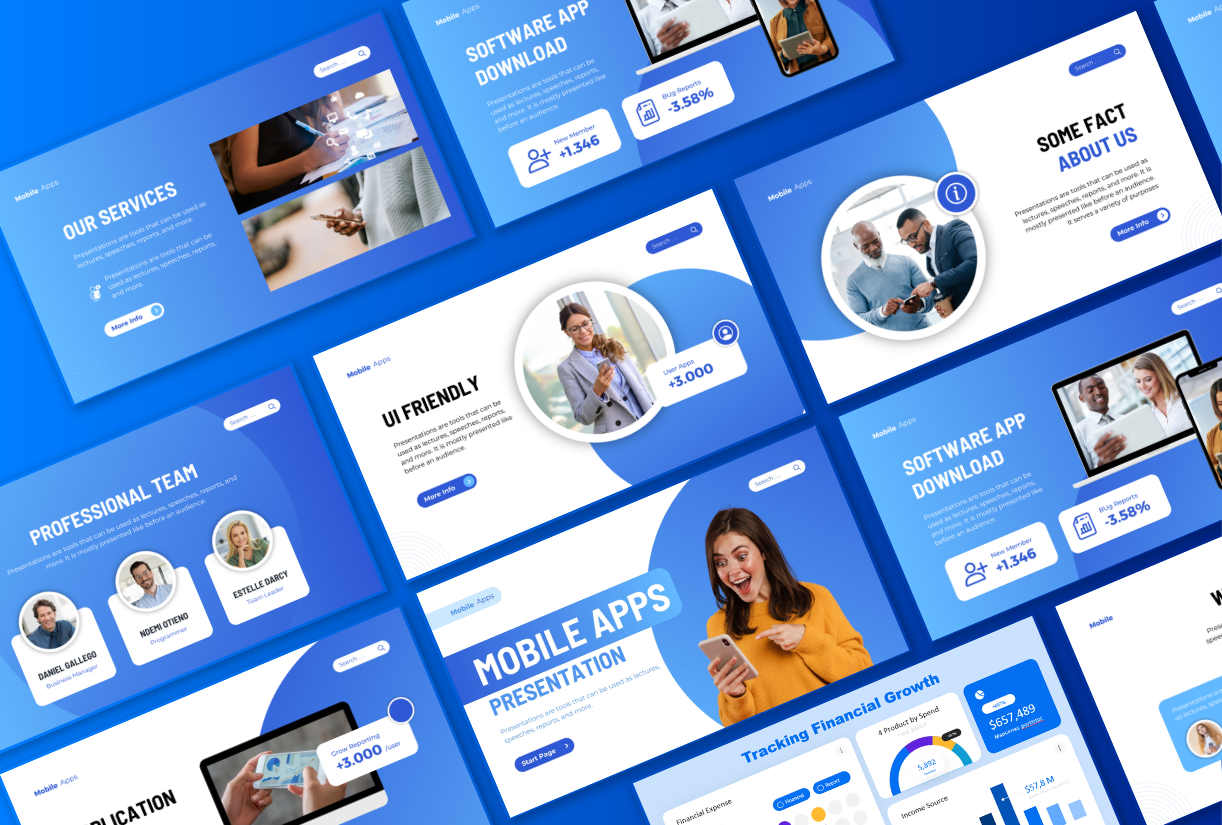 Mobile Apps
Search ....
OUR SERVICES
Presentations are tools that can be used as
lectures, speeches, reports, and more.
Presentations are tools that can be
used as lectures, speeches, reports,
and more.
More Info
Mobile Apps
SOFTWARE APP
DOWNLOAD
Presentations are tools that can be
used as lectures, speeches, reports,
and more. It is mostly presented like
before an audience.
New Member
+1.346
BUg Reports
-3.58%
Mobile Apps
Search ....
SOME FACT
ABOUT US
Presentations are tools that can be used as
lectures, speeches, reports, and more. It is
mostly presented like before an audience.
It serves a variety of purposes
More Info
Mobile Apps
Search ....
UI FRIENDLY
Presentations are tools that can be
used as lectures, speeches, reports,
and more. It is mostly presented like
before an audience.
More Info
User Apps
+3.000
Search ....
PROFESSIONAL TEAM
Presentations are tools that can be used as lectures, speeches, reports, and
more. It is mostly presented like before an audience.
DANIEL GALLEGO
Business Manager
NDEMI OTIENO
Programmer
ESTELLE DARCY
Team Leader
Mobile Apps
Search ....
MOBILE APPS
PRESENTATION
Presentations are tools that can be used as lectures,
speeches, reports, and more.
Start Page
Mobile Apps
Search ....
SOFTWARE APP
DOWNLOAD
Presentations are tools that can be
used as lectures, speeches, reports,
and more. It is mostly presented like
before an audience.
New Member
+1.346
BUg Reports
-3.58%
Mobile Apps
Search ....
PLICATION
Grow Reporting
+3.000 /user
Tracking Financial Growth
Financial Expense
Financial
Report
4 Product by Spend
5,892
$657,489
Maecenas porttitor
Income Source
$57,8 M
Mobile